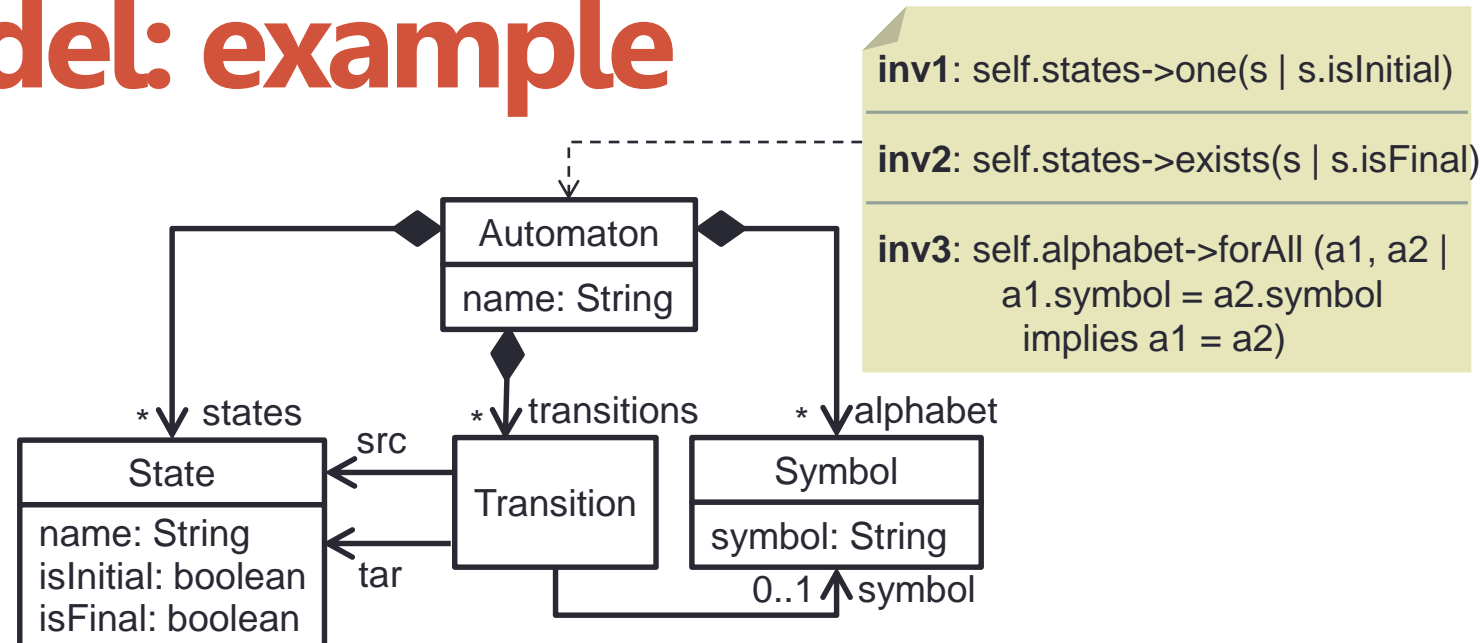 del: example
inv1: self.states->one(s | s.isInitial)
inv2: self.states->exists(s | s.isFinal)
inv3: self.alphabet->forAll (a1, a2 |
a1.symbol = a2.symbol
implies a1 = a2)
Automaton
name: String
* states
* transitions
* alphabet
src
State
Transition
Symbol
name: String
isInitial: boolean
isFinal: boolean
tar
symbol: String
0..1 symbol